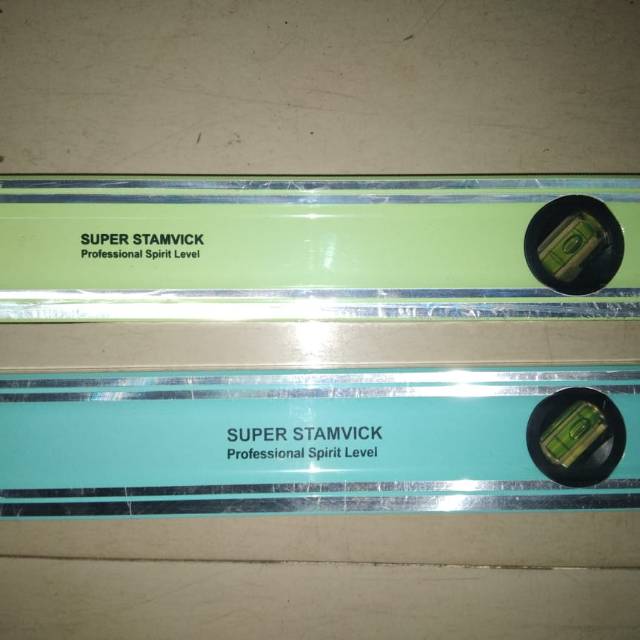 SUPER STAMVICK
Professional Spirit Level
SUPER STAMVICK
Professional Spirit Level